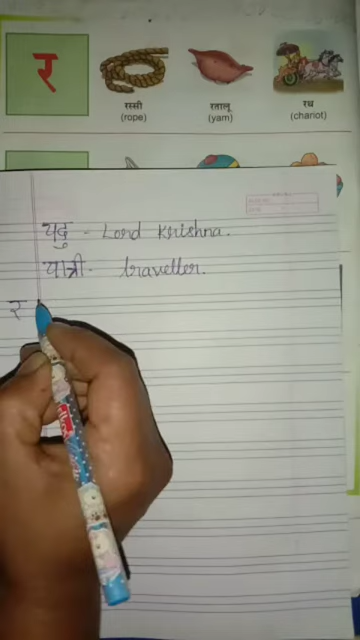 र
रस्सी रतालू रथ
(rope) (yam) (chariot)
यदु - Lord Krishna.
यात्री - traveller.
र